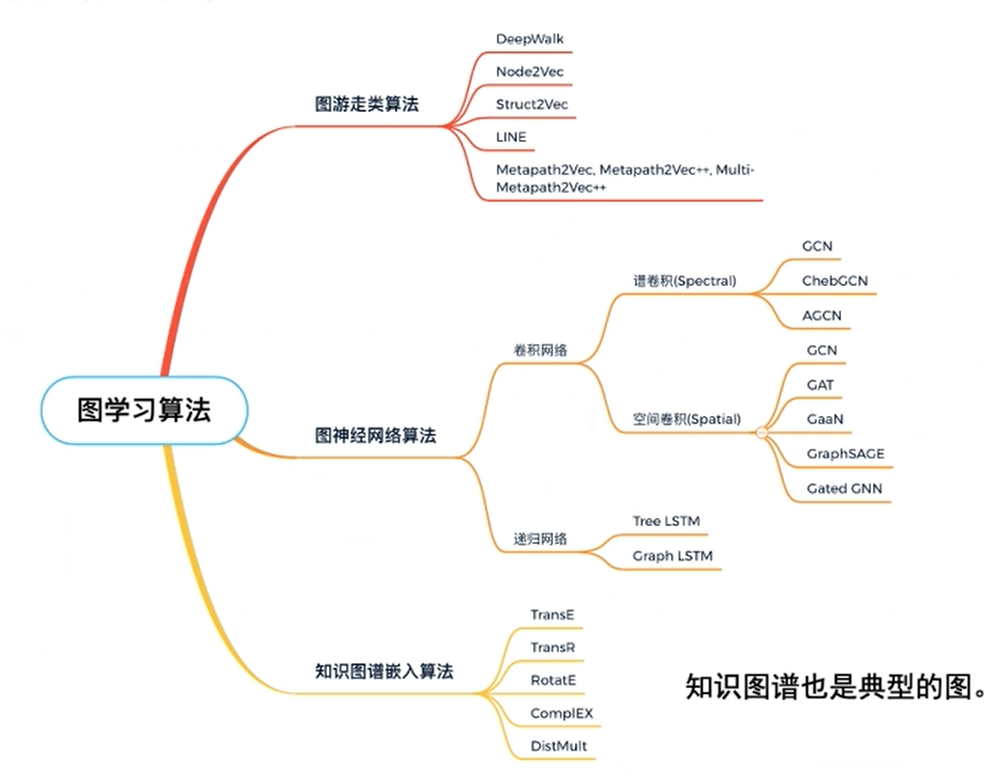 DeepWalk
Node2Vec
图游走类算法
Struct2Vec
LINE
Metapath2Vec, Metapath2Vec++, Multi-
Metapath2Vec++
GCN
谱卷积(Spectral)
ChebGCN
AGCN
卷积网络
GCN
GAT
空间卷积(Spatial)
GaaN
GraphSAGE
Gated GNN
图学习算法
图神经网络算法
递归网络
Tree LSTM
Graph LSTM
TransE
TransR
知识图谱嵌入算法
RotatE
ComplEX
DistMult
知识图谱也是典型的图。